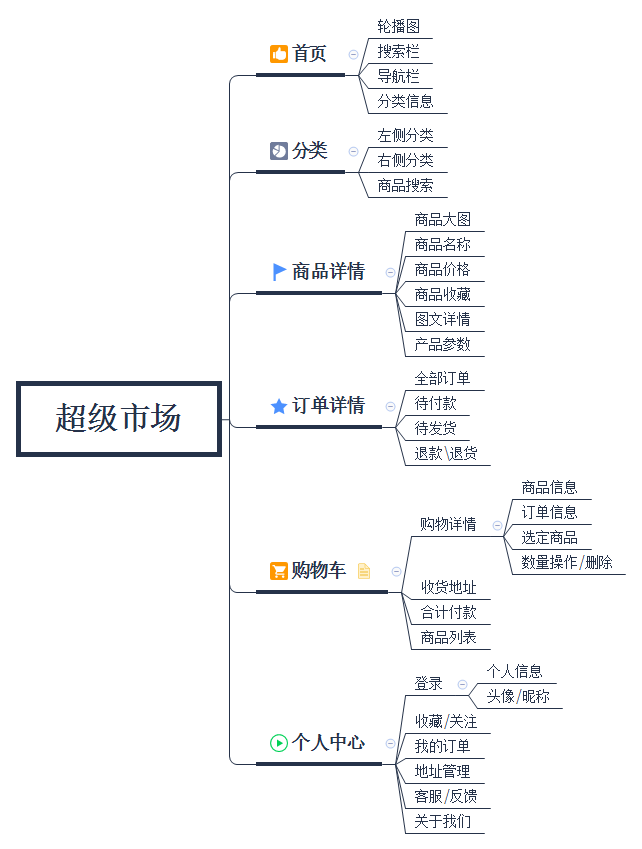 超级市场
首页
轮播图
搜索栏
导航栏
分类信息
分类
左侧分类
右侧分类
商品搜索
商品详情
商品大图
商品名称
商品价格
商品收藏
图文详情
产品参数
订单详情
全部订单
待付款
待发货
退款\退货
购物车
购物详情
商品信息
订单信息
选定商品
数量操作/删除
收货地址
合计付款
商品列表
个人中心
登录
个人信息
头像/昵称
收藏/关注
我的订单
地址管理
客服/反馈
关于我们